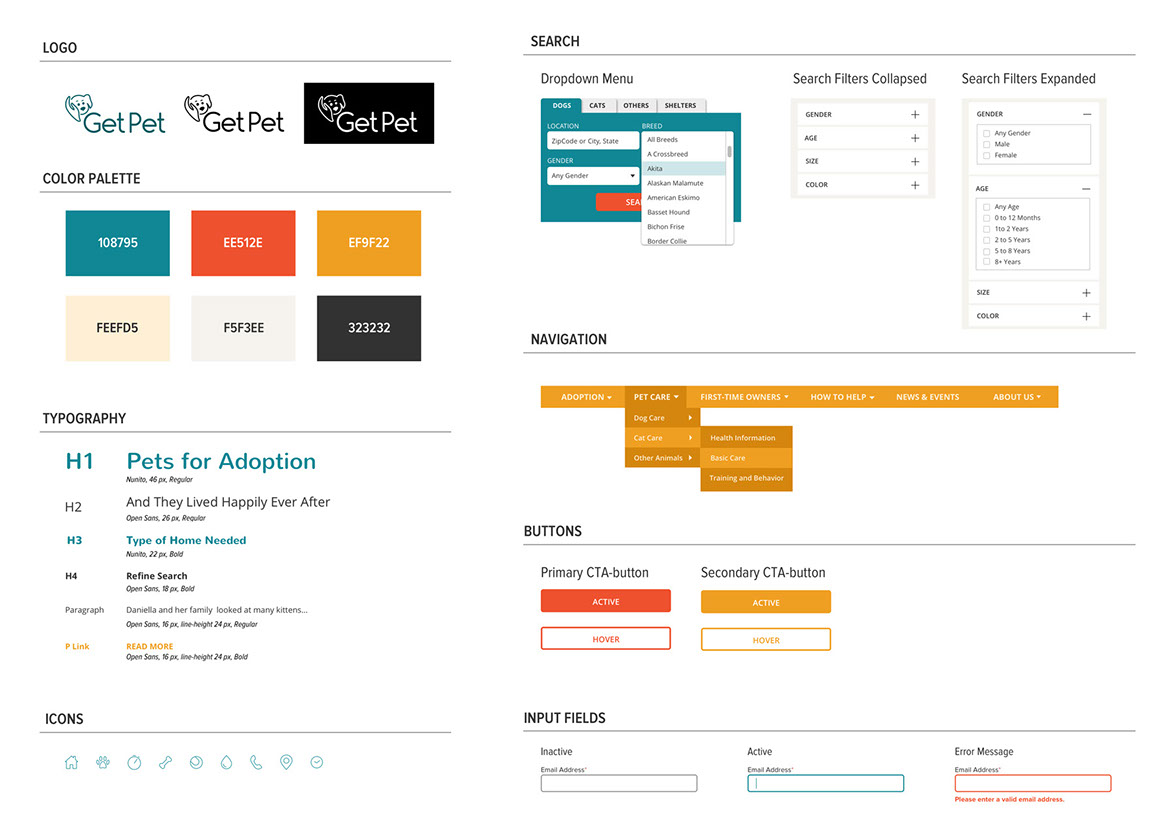 LOGO
GetPet
GetPet
GetPet
COLOR PALETTE
108795
EE512E
EF9F22
FEEFD5
F5F3EE
323232
TYPOGRAPHY
H1
Pets for Adoption
Nunito, 46 px, Regular
H2
And They Lived Happily Ever After
Open Sans, 26 px, Regular
H3
Type of Home Needed
Nunito, 22 px, Bold
H4
Refine Search
Open Sans, 18 px, Bold
Paragraph
Daniella and her family looked at many kittens...
Open Sans, 16 px, line-height 24 px, Regular
P Link
READ MORE
Open Sans, 16 px, line-height 24 px, Bold
ICONS
SEARCH
Dropdown Menu
DOGS
CATS
OTHERS
SHELTERS
LOCATION
ZipCode or City, State
GENDER
Any Gender
SEA
BREED
All Breeds
A Crossbreed
Akita
Alaskan Malamute
American Eskimo
Basset Hound
Bichon Frise
Border Collie
Search Filters Collapsed
GENDER
AGE
SIZE
COLOR
Search Filters Expanded
GENDER
Any Gender
Male
Female
AGE
Any Age
0 to 12 Months
1to 2 Years
2 to 5 Years
5 to 8 Years
8+ Years
SIZE
COLOR
NAVIGATION
ADOPTION
PET CARE
FIRST-TIME OWNERS
HOW TO HELP
NEWS & EVENTS
ABOUT US
Dog Care
Cat Care
Other Animals
Health Information
Basic Care
Training and Behavior
BUTTONS
Primary CTA-button
ACTIVE
HOVER
Secondary CTA-button
ACTIVE
HOVER
INPUT FIELDS
Inactive
Email Address*
Active
Email Address*
Error Message
Email Address*
Please enter a valid email address.